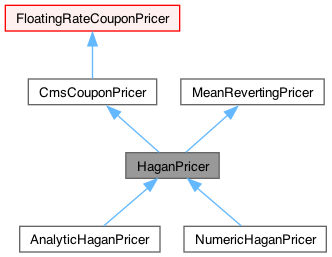 FloatingRateCouponPricer
CmsCouponPricer
MeanRevertingPricer
HaganPricer
AnalyticHaganPricer
NumericHaganPricer